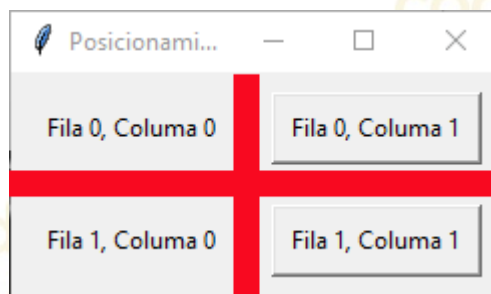 Posicionami...
Fila 0, Columa 0
Fila 0, Columa 1
Fila 1, Columa 0
Fila 1, Columa 1